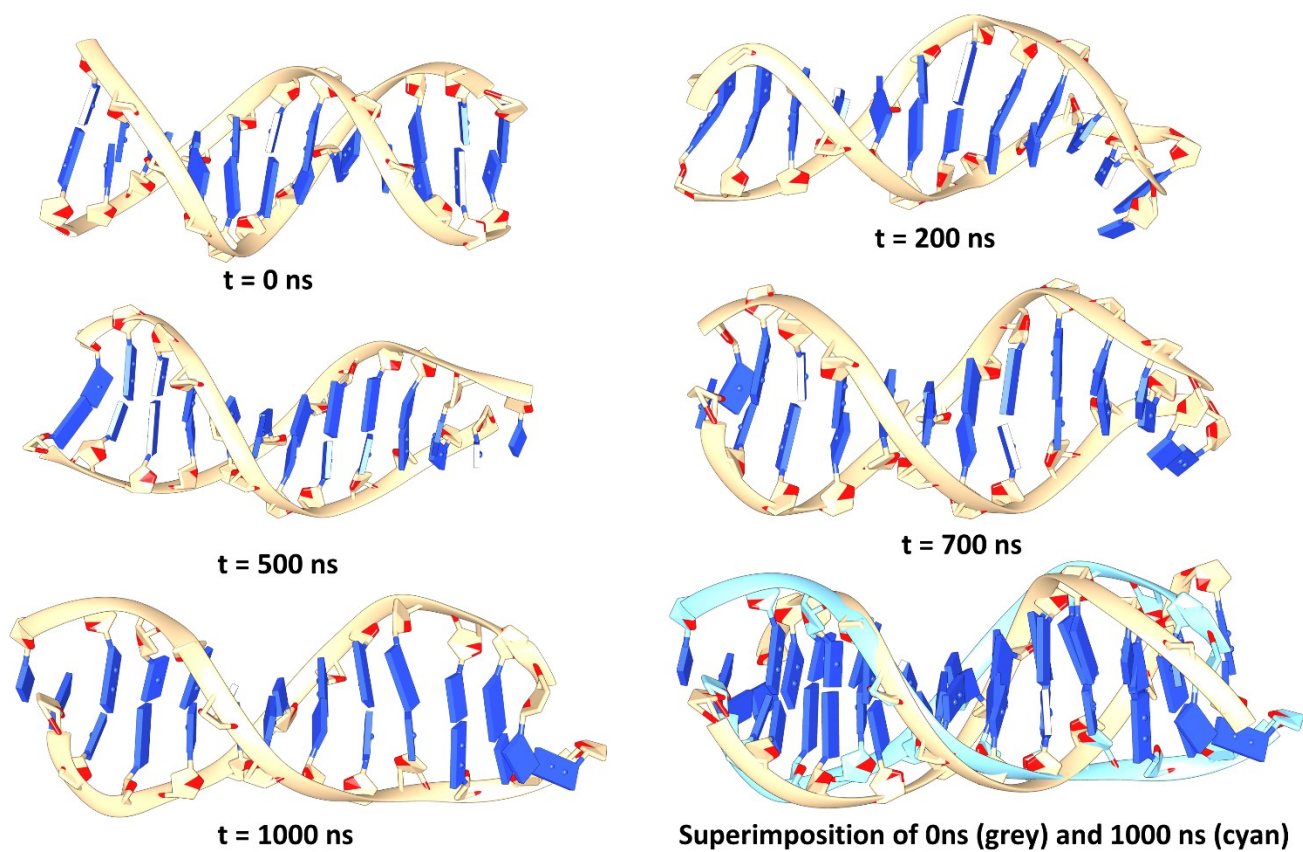 t = 0 ns
t = 200 ns
t = 500 ns
t = 700 ns
t = 1000 ns
Superimposition of 0ns (grey) and 1000 ns (cyan)